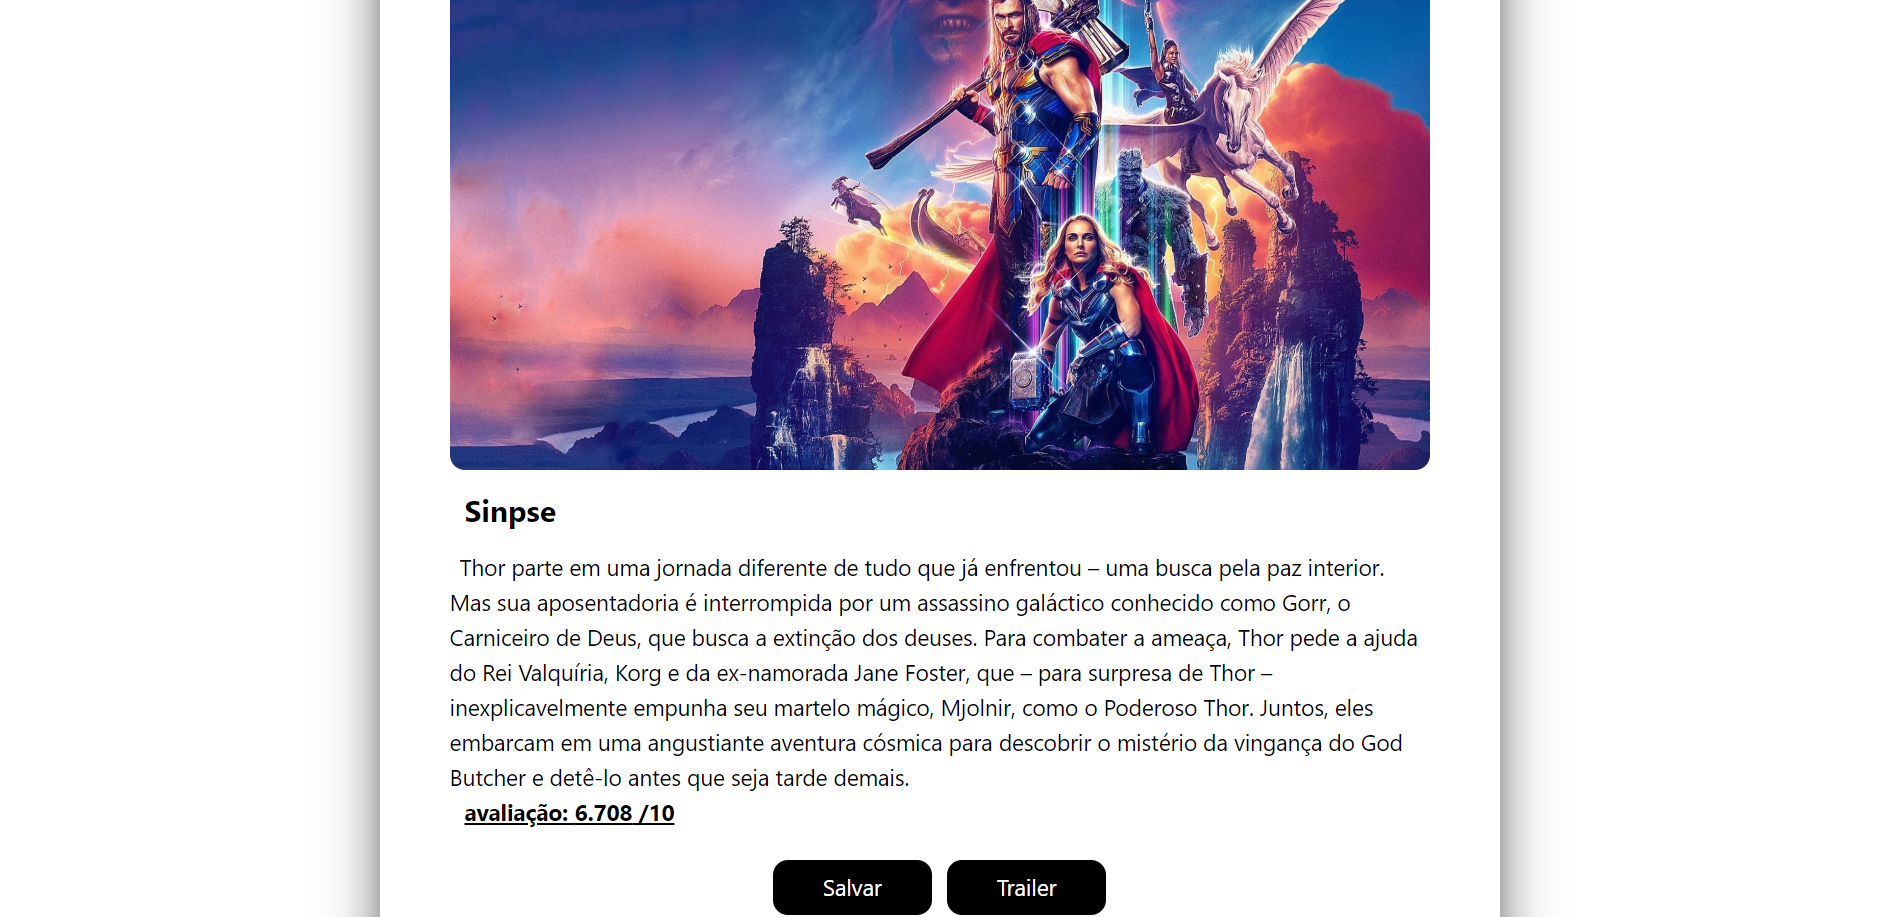 Sinpse
Thor parte em uma jornada diferente de tudo que já enfrentou – uma busca pela paz interior.
Mas sua aposentadoria é interrompida por um assassino galáctico conhecido como Gorr, o
Carniceiro de Deus, que busca a extinção dos deuses. Para combater a ameaça, Thor pede a ajuda
do Rei Valquíria, Korg e da ex-namorada Jane Foster, que – para surpresa de Thor –
inexplicavelmente empunha seu martelo mágico, Mjolnir, como o Poderoso Thor. Juntos, eles
embarcam em uma angustiante aventura cósmica para descobrir o mistério da vingança do God
Butcher e detê-lo antes que seja tarde demais.
avaliação: 6.708 /10
Salvar
Trailer